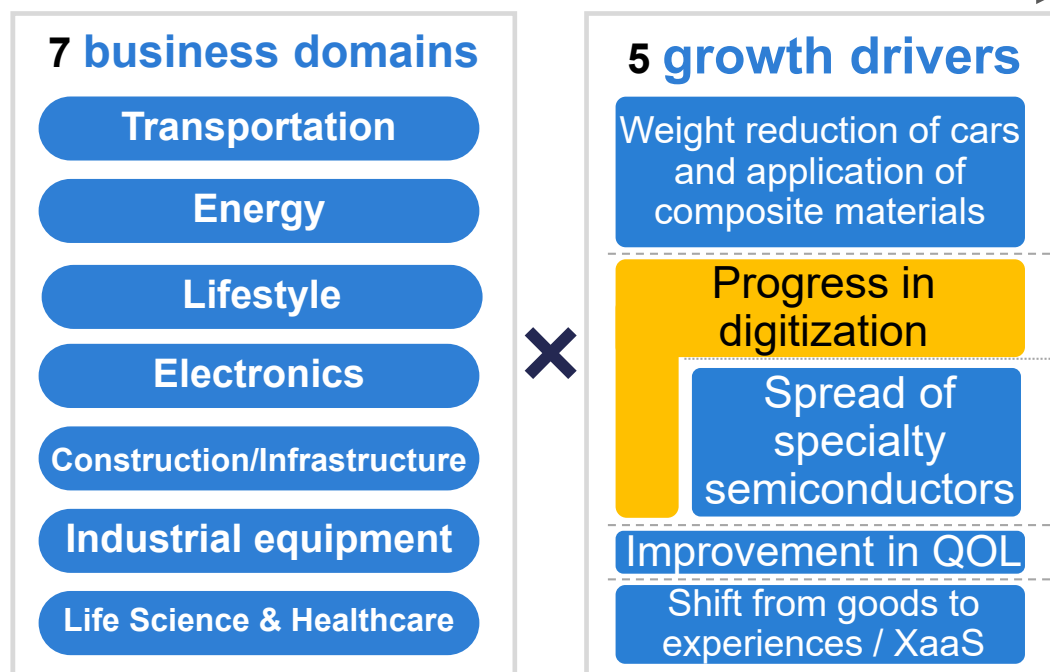 7 business domains
Transportation
Energy
Lifestyle
Electronics
Construction/Infrastructure
Industrial equipment
Life Science & Healthcare
×
5 growth drivers
Weight reduction of cars
and application of
composite materials
Progress in
digitization
Spread of
specialty
semiconductors
Improvement in QOL
Shift from goods to
experiences / XaaS